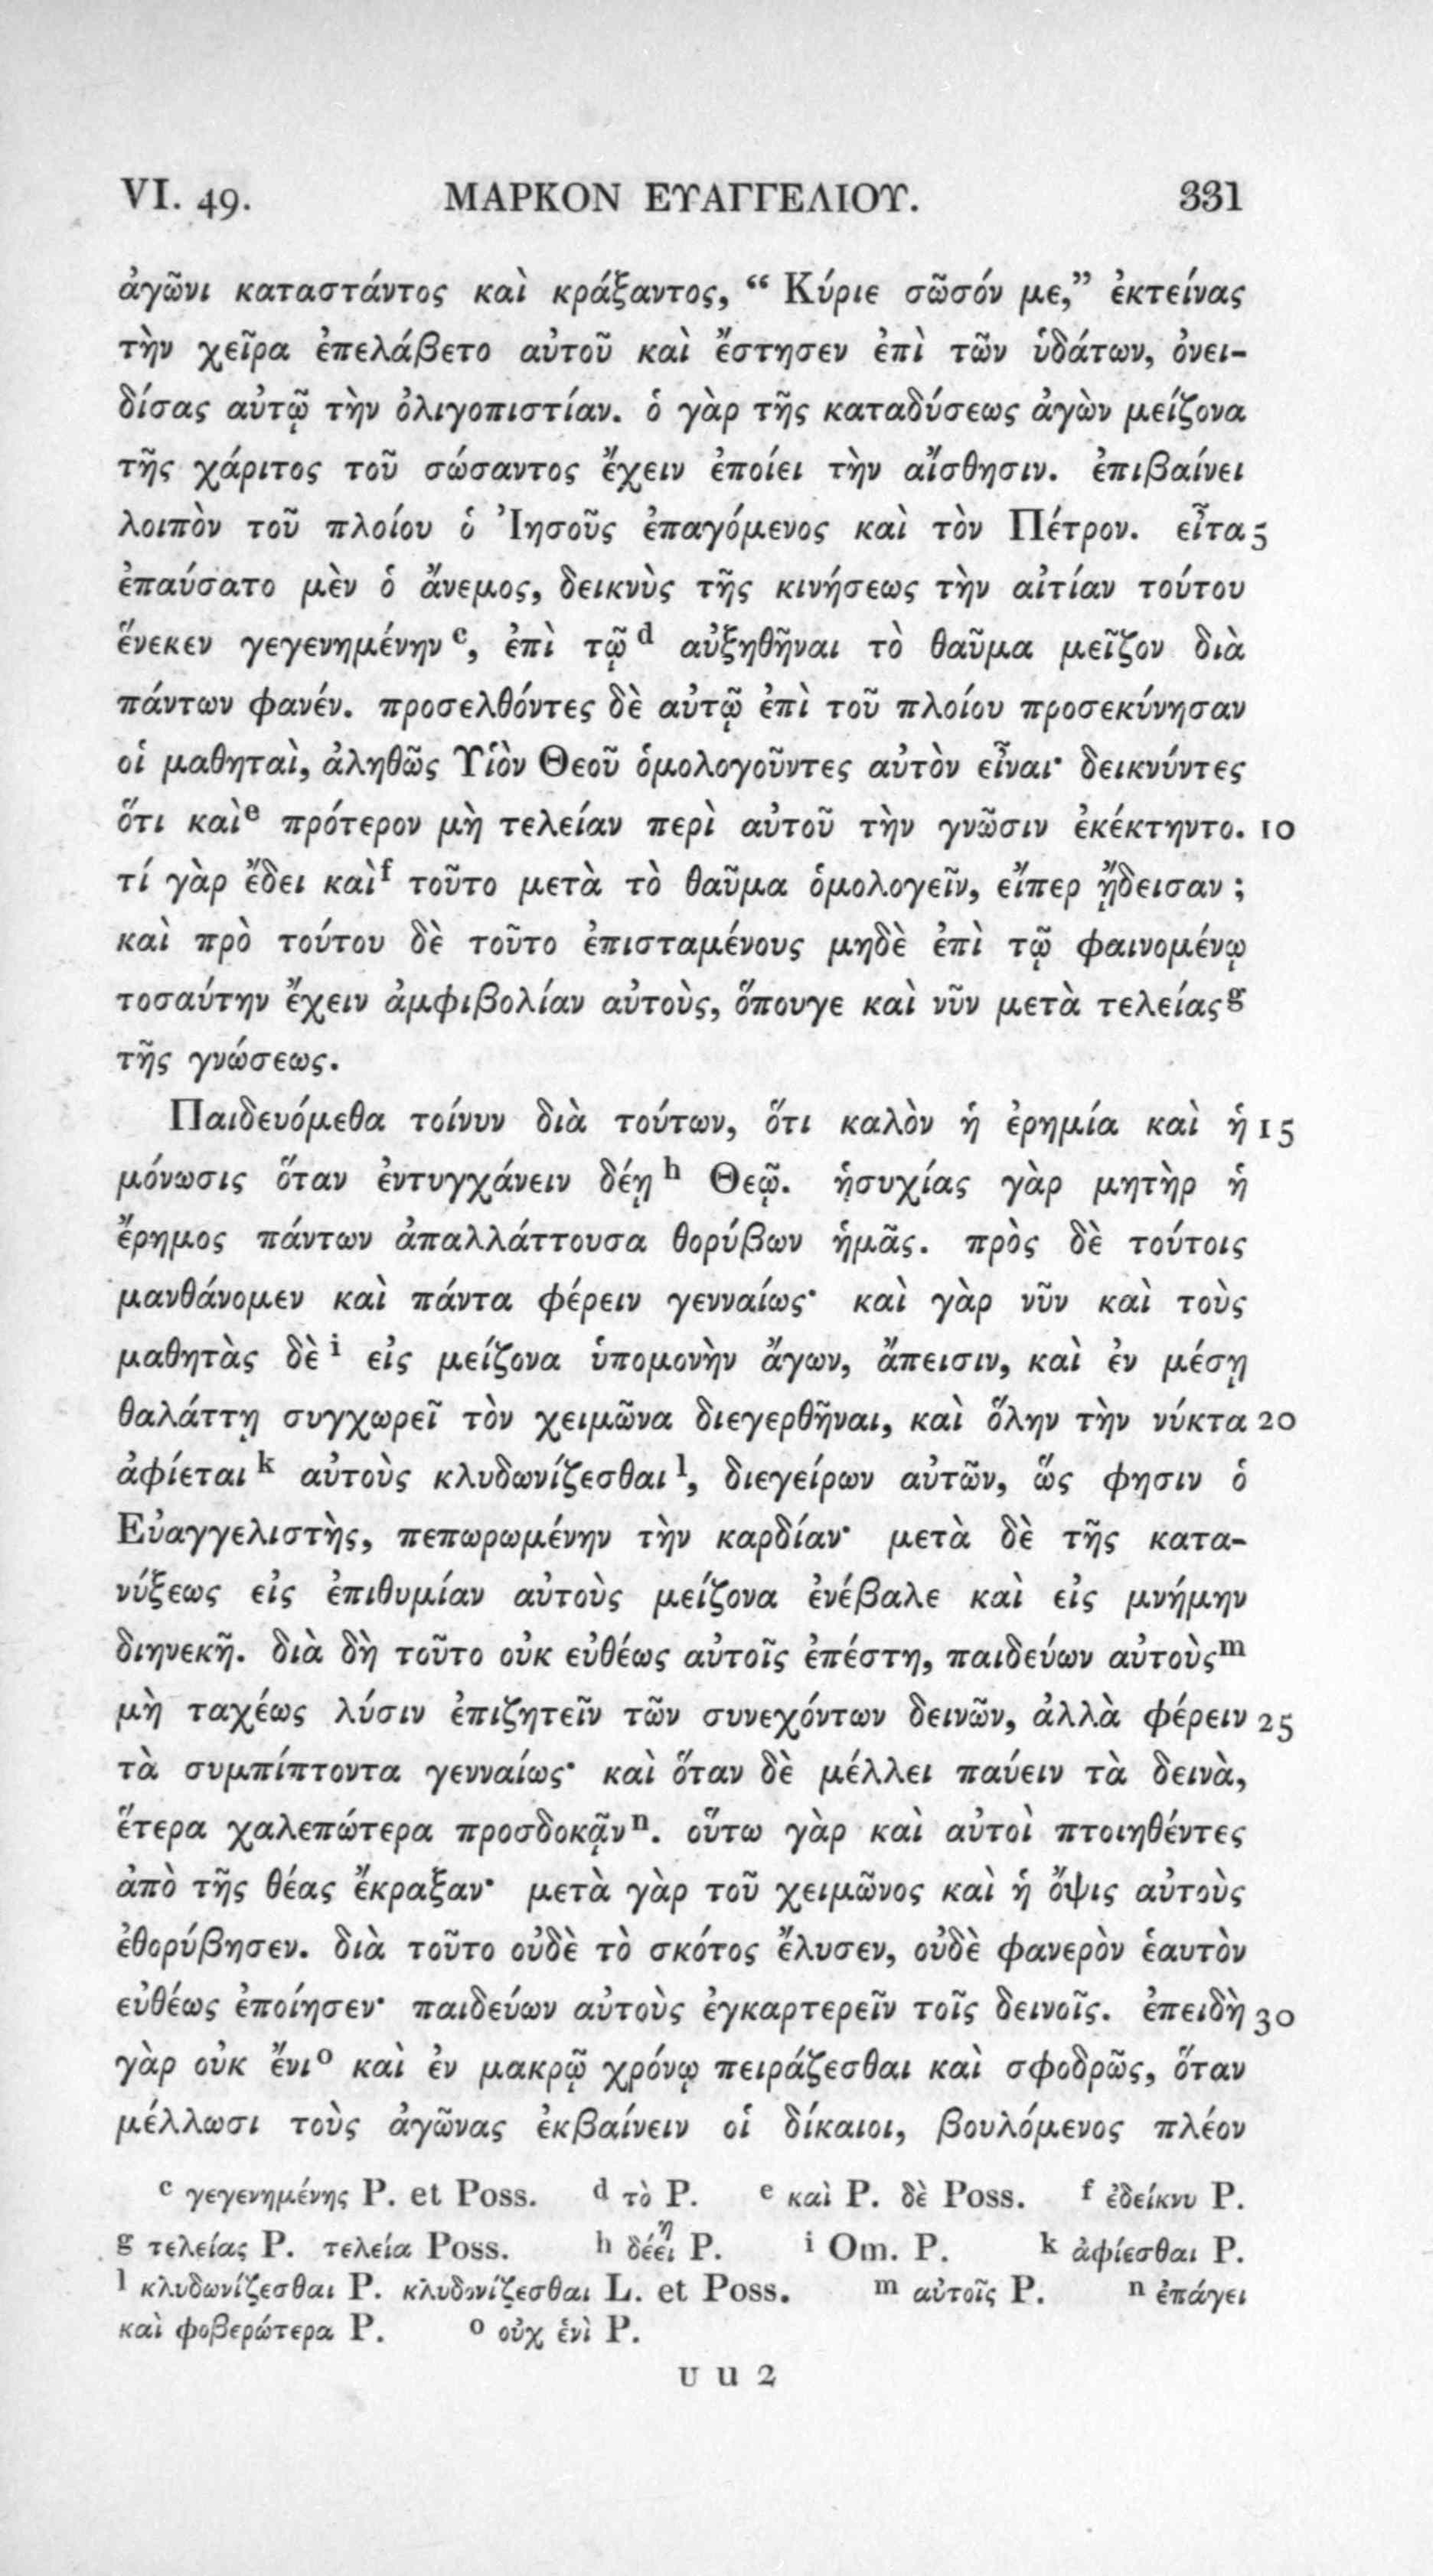 VI. 49. ΜΑΡΚΟΝ ΕΥΑΓΓΕΛΙΟΥ. 331
ἀγῶνι καταστάντος καὶ κράξαντος, “ Κύριε σῶσόν με,” ἐκτείνας
τὴν χεῖρα ἐπελάβετο αὐτοῦ καὶ ἔστησεν ἐπὶ τῶν ὑδάτων, ὀνει-
δίσας αὐτῷ τὴν ὀλιγοπιστίαν. ὁ γὰρ τῆς καταδύσεως ἀγὼν μείζονα
τῆς χάριτος τοῦ σώσαντος ἔχειν ἐποίει τὴν αἴσθησιν. ἐπιβαίνει
λοιπὸν τοῦ πλοίου ὁ Ἰησοῦς ἐπαγόμενος καὶ τὸν Πέτρον. εἶτα 5
ἐπαύσατο μὲν ὁ ἄνεμος, δεικνὺς τῆς κινήσεως τὴν αἰτίαν τούτου
ἕνεκεν γεγενημένην c, ἐπὶ τῷ d αὐξηθῆναι τὸ θαῦμα μεῖζον διὰ
πάντων φανέν. προσελθόντες δὲ αὐτῷ ἐπὶ τοῦ πλοίου προσεκύνησαν
οἱ μαθηταὶ, ἀληθῶς Υἱὸν Θεοῦ ὁμολογοῦντες αὐτὸν εἶναι· δεικνύντες
ὅτι καὶ e πρότερον μὴ τελείαν περὶ αὐτοῦ τὴν γνῶσιν ἐκέκτηντο. 10
τί γὰρ ἔδει καὶ f τοῦτο μετὰ τὸ θαῦμα ὁμολογεῖν, εἴπερ ᾔδεισαν ;
καὶ πρὸ τούτου δὲ τοῦτο ἐπισταμένους μηδὲ ἐπὶ τῷ φαινομένῳ
τοσαύτην ἔχειν ἀμφιβολίαν αὐτοὺς, ὅπουγε καὶ νῦν μετὰ τελείας g
τῆς γνώσεως.
Παιδευόμεθα τοίνυν διὰ τούτων, ὅτι καλὸν ἡ ἐρημία καὶ ἡ 15
μόνωσις ὅταν ἐντυγχάνειν δέῃ h Θεῷ. ἡσυχίας γὰρ μητὴρ ἡ
ἔρημος πάντων ἀπαλλάττουσα θορύβων ἡμᾶς. πρὸς δὲ τούτοις
μανθάνομεν καὶ πάντα φέρειν γενναίως· καὶ γὰρ νῦν καὶ τοὺς
μαθητὰς δὲ i εἰς μείζονα ὑπομονὴν ἄγων, ἄπεισιν, καὶ ἐν μέσῃ
θαλάττῃ συγχωρεῖ τὸν χειμῶνα διεγερθῆναι, καὶ ὅλην τὴν νύκτα 20
ἀφίεται k αὐτοὺς κλυδωνίζεσθαι l, διεγείρων αὐτῶν, ὥς φησιν ὁ
Εὐαγγελιστὴς, πεπωρωμένην τὴν καρδίαν· μετὰ δὲ τῆς κατα-
νύξεως εἰς ἐπιθυμίαν αὐτοὺς μείζονα ἐνέβαλε καὶ εἰς μνήμην
διηνεκῆ. διὰ δὴ τοῦτο οὐκ εὐθέως αὐτοῖς ἐπέστη, παιδεύων αὐτοὺς m
μὴ ταχέως λύσιν ἐπιζητεῖν τῶν συνεχόντων δεινῶν, ἀλλὰ φέρειν 25
τὰ συμπίπτοντα γενναίως· καὶ ὅταν δὲ μέλλει παύειν τὰ δεινὰ,
ἕτερα χαλεπώτερα προσδοκᾷν n. οὕτω γὰρ καὶ αὐτοὶ πτοιηθέντες
ἀπὸ τῆς θέας ἔκραξαν· μετὰ γὰρ τοῦ χειμῶνος καὶ ἡ ὄψις αὐτοὺς
ἐθορύβησεν. διὰ τοῦτο οὐδὲ τὸ σκότος ἔλυσεν, οὐδὲ φανερὸν ἑαυτὸν
εὐθέως ἐποίησεν· παιδεύων αὐτοὺς ἐγκαρτερεῖν τοῖς δεινοῖς. ἐπειδὴ 30
γὰρ οὐκ ἔνι o καὶ ἐν μακρῷ χρόνῳ πειράζεσθαι καὶ σφοδρῶς, ὅταν
μέλλωσι τοὺς ἀγῶνας ἐκβαίνειν οἱ δίκαιοι, βουλόμενος πλέον
c γεγενημένης P. et Poss. d τὸ P. e καὶ P. δὲ Poss. f ἐδείκνυ P.
g τελείας P. τελεία Poss. h δέει η P. i Om. P. k ἀφίεσθαι P.
l κλυδωνίζεσθαι P. κλυδονίζεσθαι L. et Poss. m αὐτοῖς P. n ἐπάγει
καὶ φοβερώτερα P. o οὐχ ἑνὶ P.
U u 2